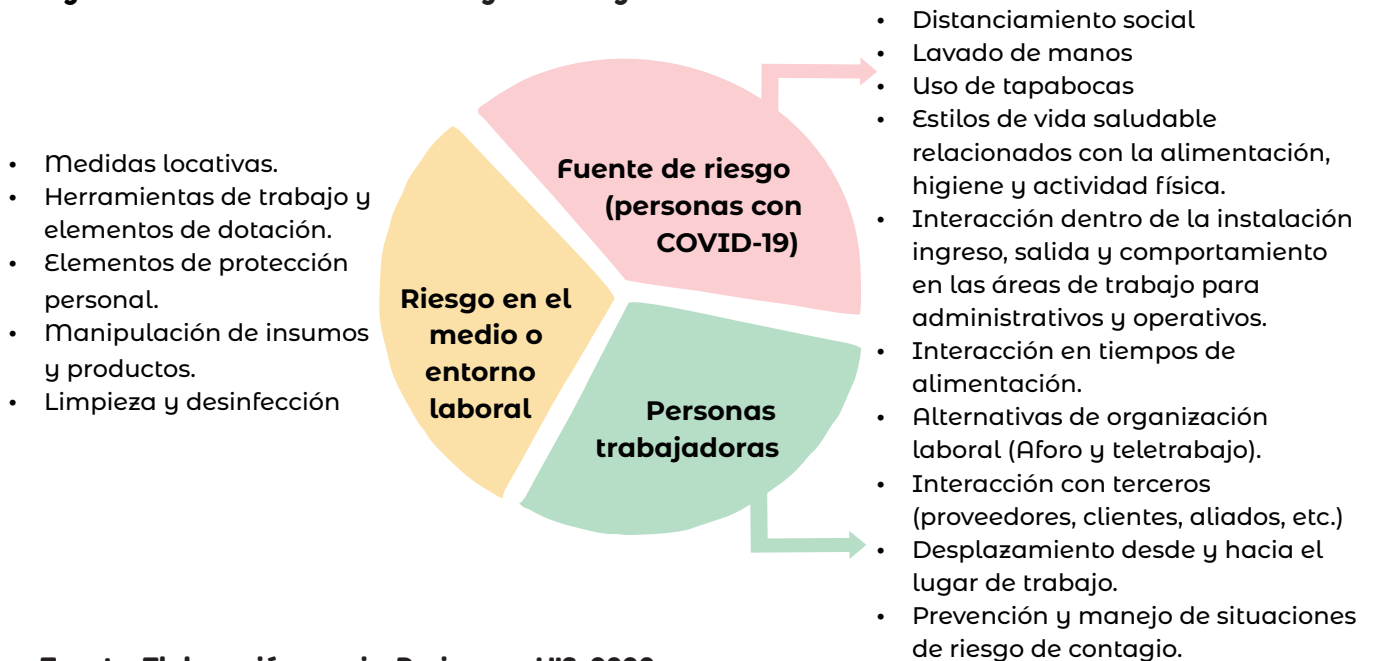 • Medidas locativas.
• Herramientas de trabajo y
elementos de dotación.
• Elementos de protección
personal.
• Manipulación de insumos
y productos.
• Limpieza y desinfección
Riesgo en el
medio o
entorno
laboral
Fuente de riesgo
(personas con
COVID-19)
Personas
trabajadoras
• Distanciamiento social
• Lavado de manos
• Uso de tapabocas
• Estilos de vida saludable
relacionados con la alimentación,
higiene y actividad física.
• Interacción dentro de la instalación
ingreso, salida y comportamiento
en las áreas de trabajo para
administrativos y operativos.
• Interacción en tiempos de
alimentación.
• Alternativas de organización
laboral (Aforo y teletrabajo).
• Interacción con terceros
(proveedores, clientes, aliados, etc.)
• Desplazamiento desde y hacia el
lugar de trabajo.
• Prevención y manejo de situaciones
de riesgo de contagio.